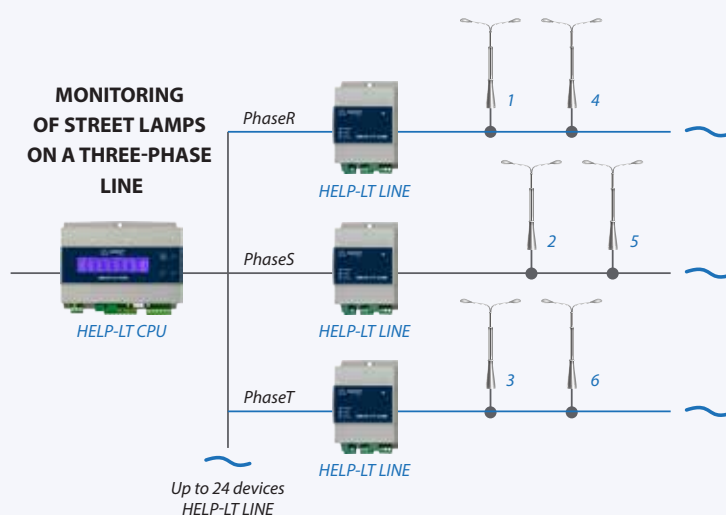 MONITORING
OF STREET LAMPS
ON A THREE-PHASE
LINE
HELP-LT CPU
PhaseR
HELP-LT LINE
1
4
PhaseS
HELP-LT LINE
2
5
PhaseT
HELP-LT LINE
3
6
Up to 24 devices
HELP-LT LINE